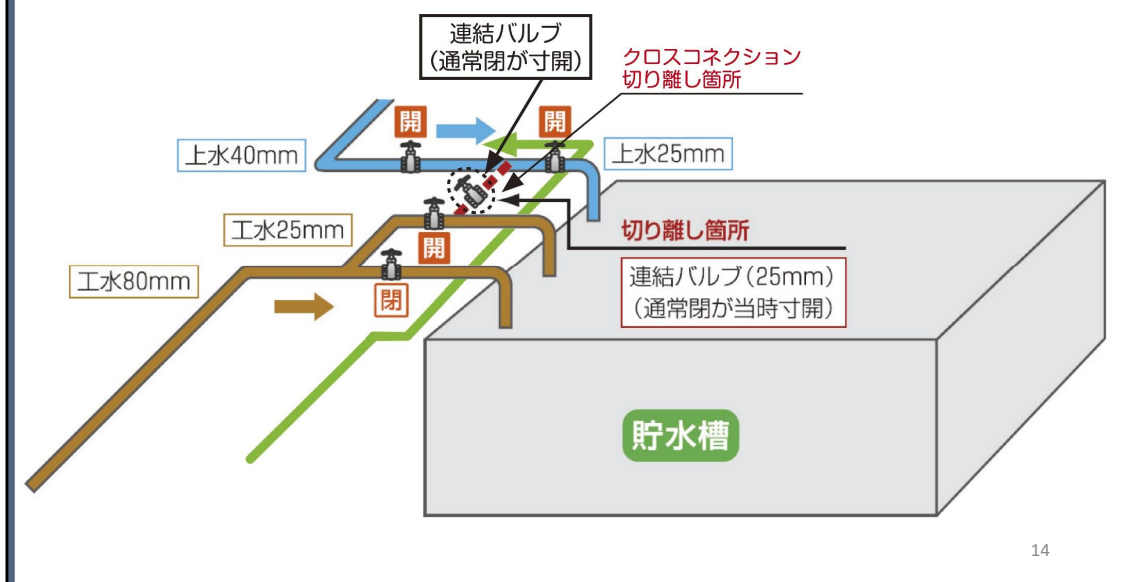 連結バルブ
（通常閉が寸開）
クロスコネクション
切り離し箇所
開
開
上水40mm
上水25mm
工水25mm
開
切り離し箇所
工水80mm
閉
連結バルブ（25mm）
（通常閉が当時寸開）
貯水槽
14